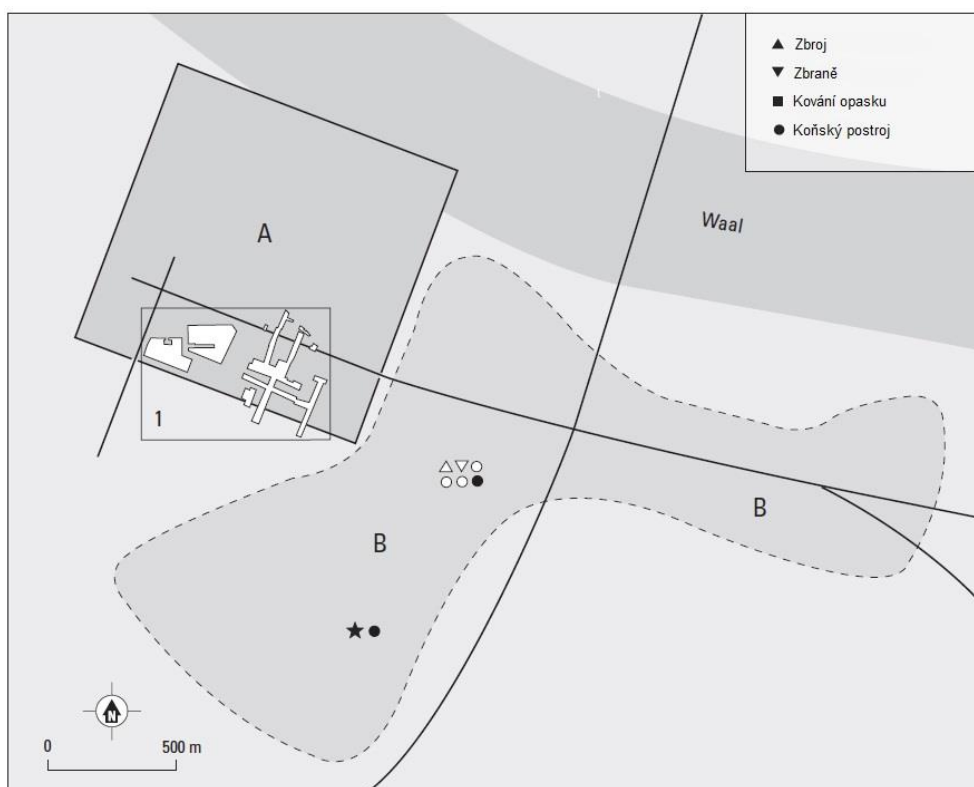 Zbroj
Zbraně
Kování opasku
Koňský postroj
Waal
A
1
B
B
N
0 500 m